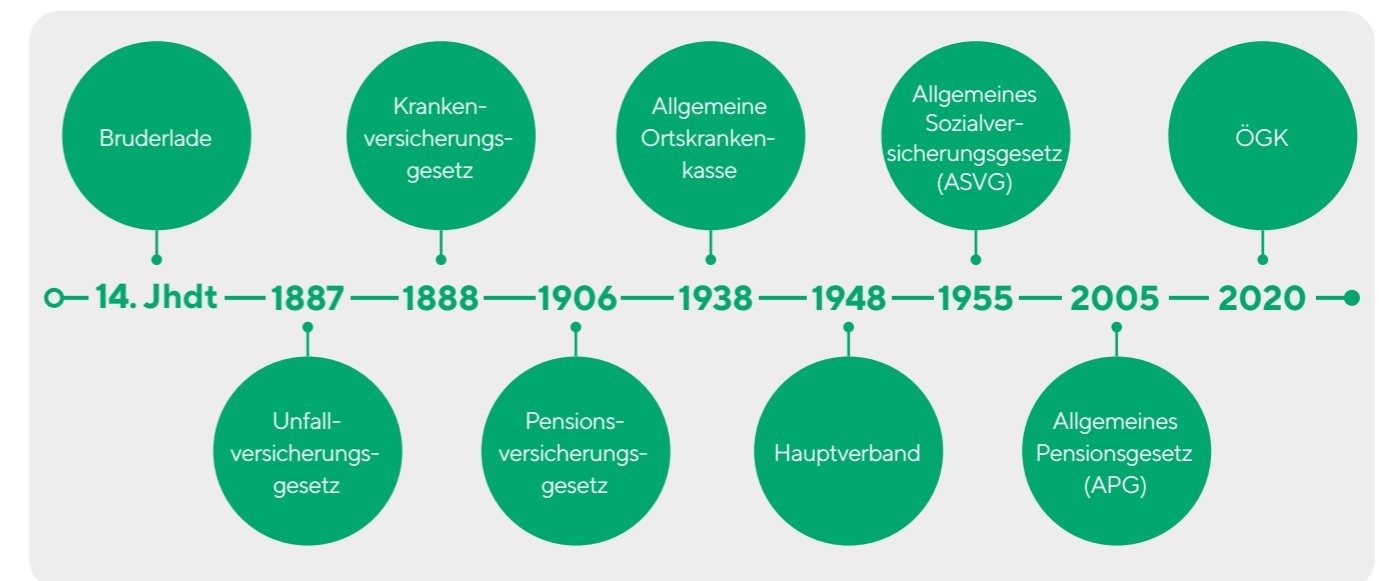 Bruderlade
Kranken-
versicherungs-
gesetz
Allgemeine
Ortskranken-
kasse
Allgemeines
Sozialver-
sicherungsgesetz
(ASVG)
ÖGK
14. Jhdt 1887 1888 1906 1938 1948 1955 2005 2020
Unfall-
versicherungs-
gesetz
Pensions-
versicherungs-
gesetz
Hauptverband
Allgemeines
Pensionsgesetz
(APG)